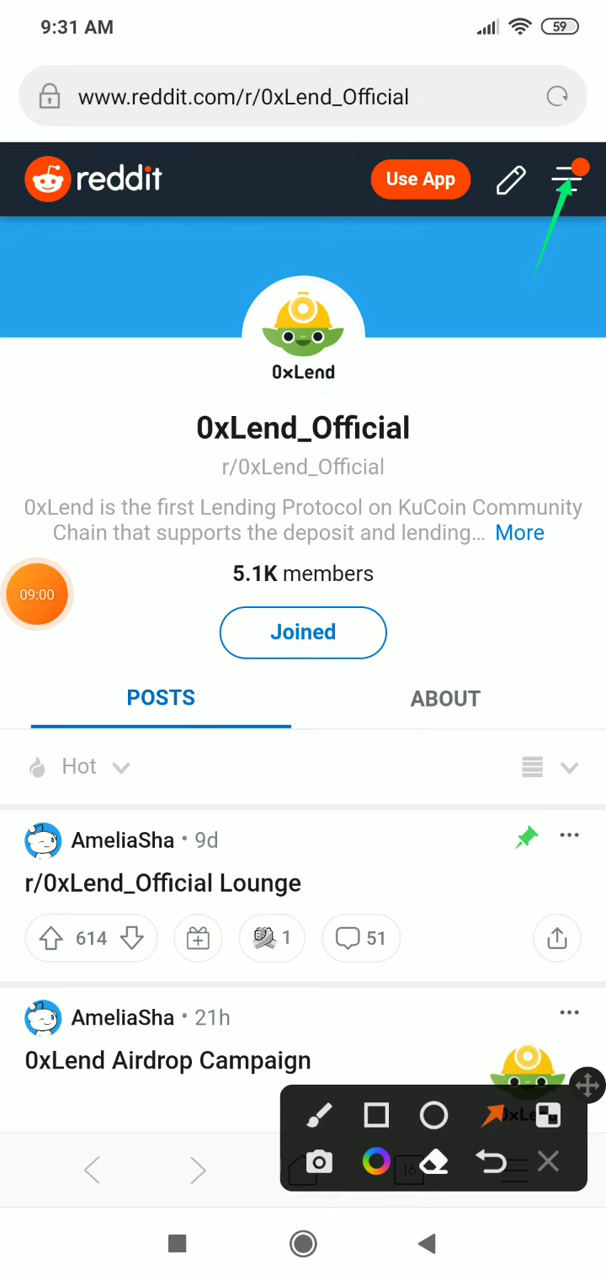 9:31 AM
59
www.reddit.com/r/0xLend_Official
reddit
Use App
0xLend
0xLend_Official
r/0xLend_Official
0xLend is the first Lending Protocol on KuCoin Community
Chain that supports the deposit and lending... More
5.1K members
09:00
Joined
POSTS
ABOUT
Hot
AmeliaSha • 9d
r/0xLend_Official Lounge
614
1
51
AmeliaSha • 21h
0xLend Airdrop Campaign
16